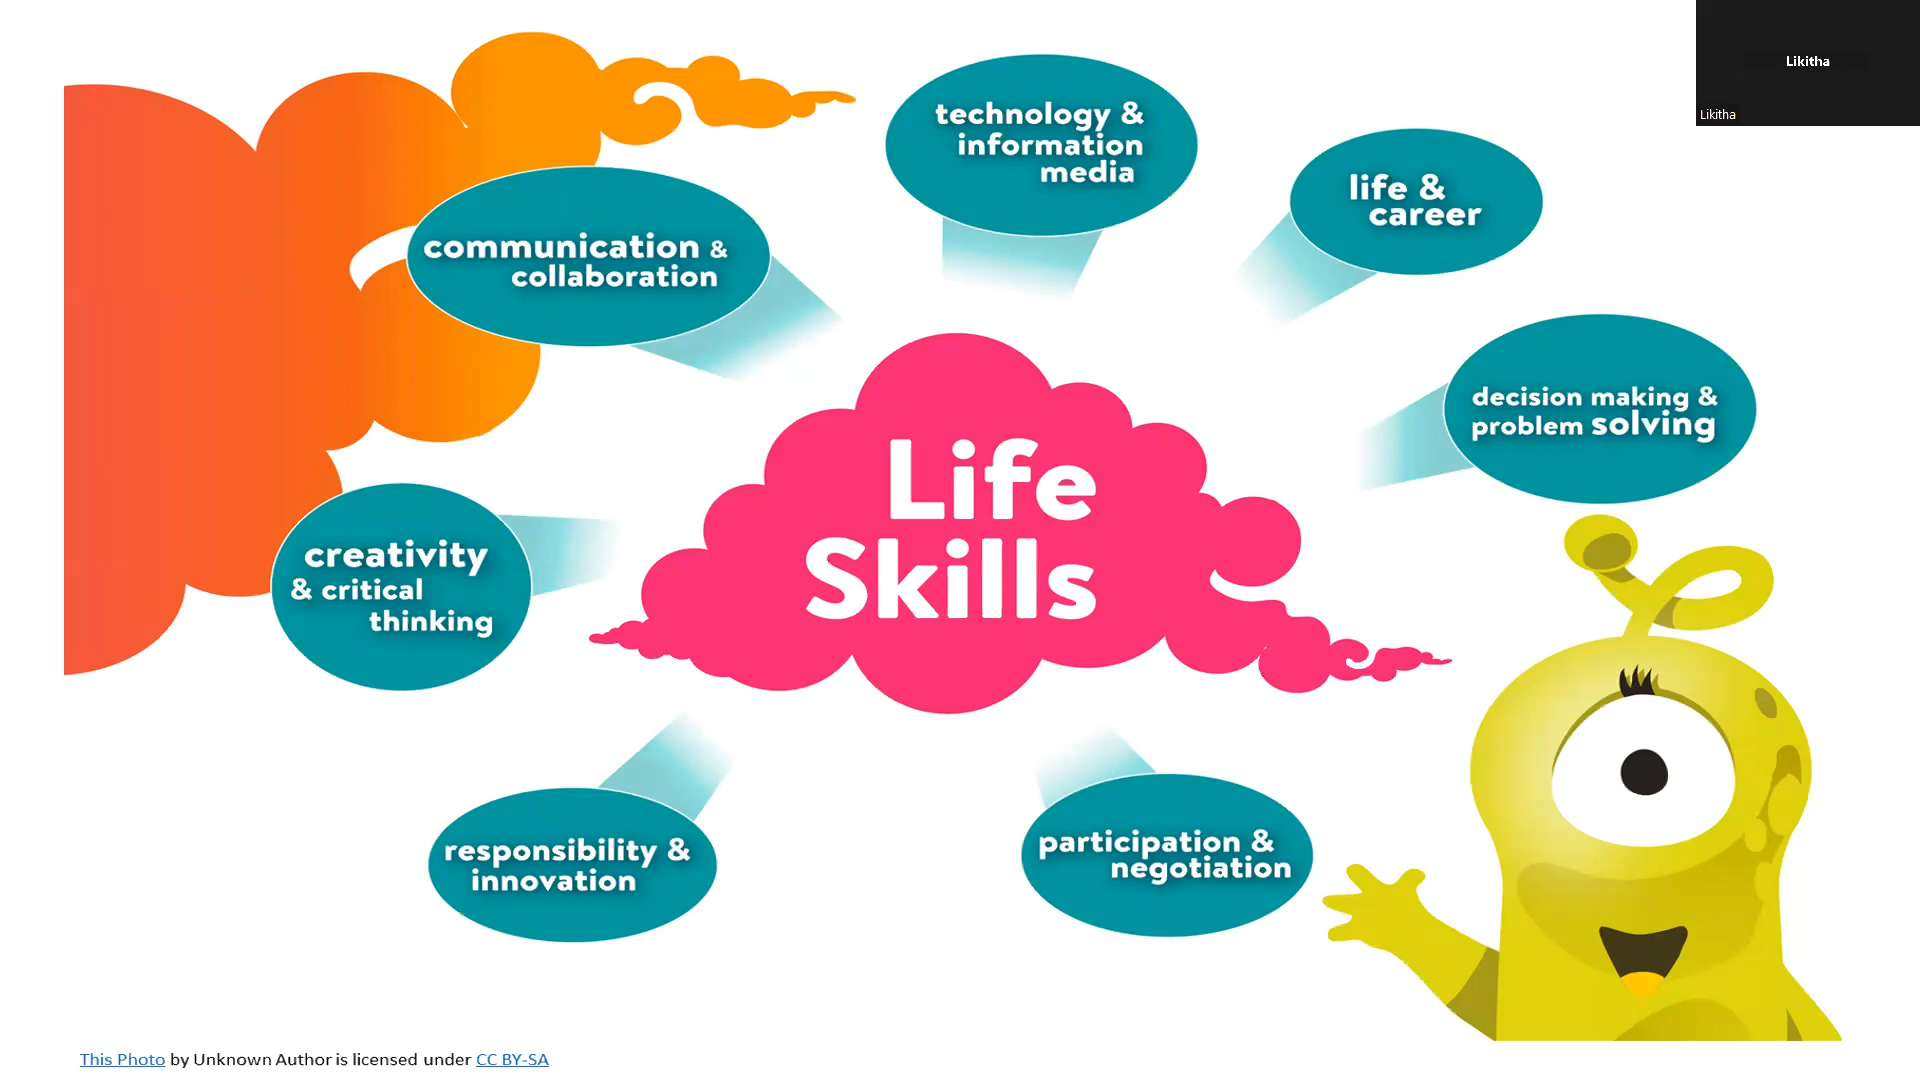 Likitha
Likitha
technology &
information
media
life &
career
communication &
collaboration
decision making &
problem solving
Life
Skills
creativity
& critical
thinking
responsibility &
innovation
participation &
negotiation
This Photo by Unknown Author is licensed under CC BY-SA